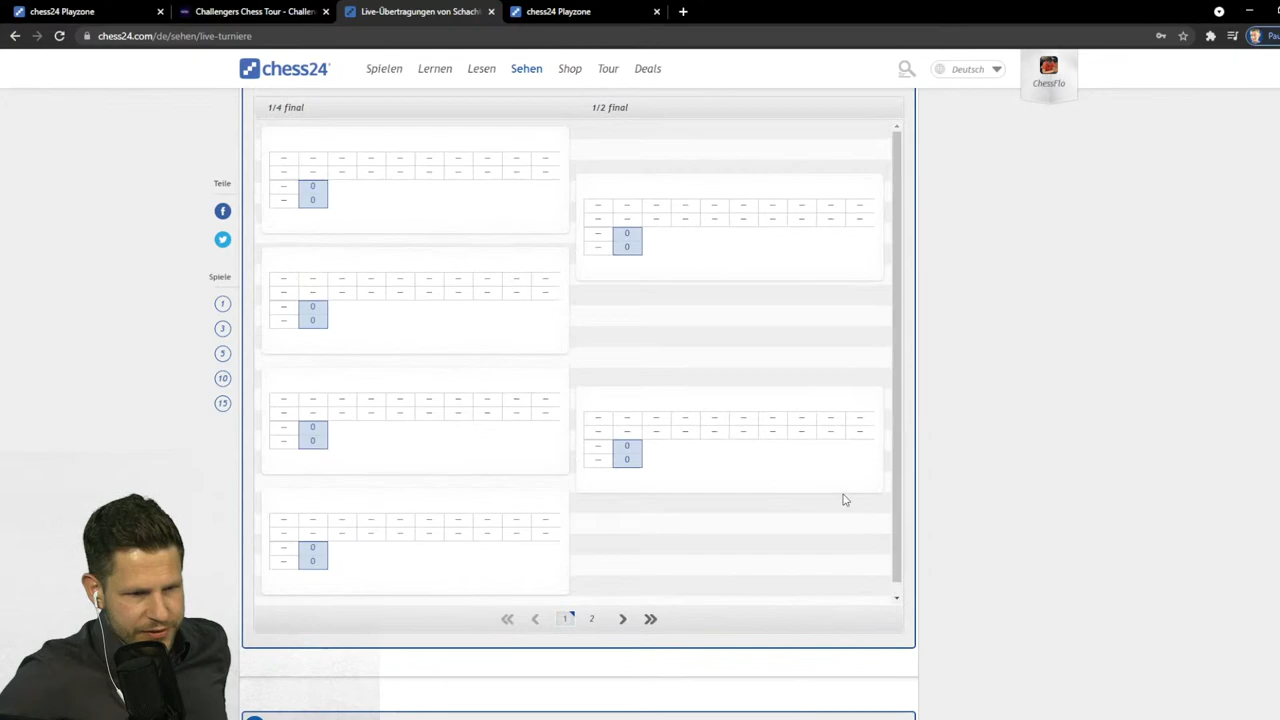 chess24 Playzone
Challengers Chess Tour - Challen
Live-Übertragungen von Schach
chess24 Playzone
chess24.com/de/sehen/live-turniere
Pau
chess24
Spielen
Lernen
Lesen
Sehen
Shop
Tour
Deals
Deutsch
ChessFlo
1/4 final
1/2 final
Teile
Spiele
1
3
5
10
15
– – – – – – – – – –
– – – – – – – – – –
– 0
– 0
– – – – – – – – – –
– – – – – – – – – –
– 0
– 0
– – – – – – – – – –
– – – – – – – – – –
– 0
– 0
– – – – – – – – – –
– – – – – – – – – –
– 0
– 0
– – – – – – – – – –
– – – – – – – – – –
– 0
– 0
– – – – – – – – – –
– – – – – – – – – –
– 0
– 0
1 2